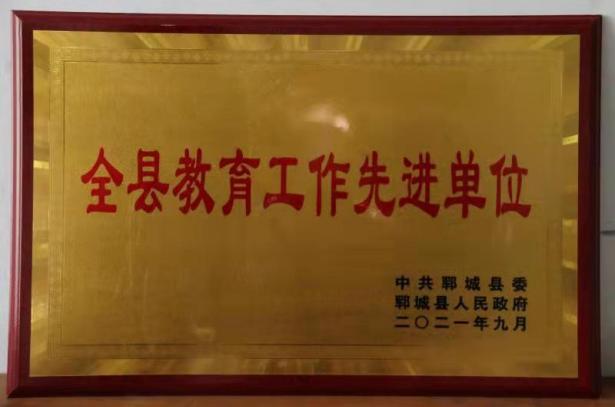 全县教育工作先进单位
中共郓城县委
郓城县人民政府
二〇二一年九月